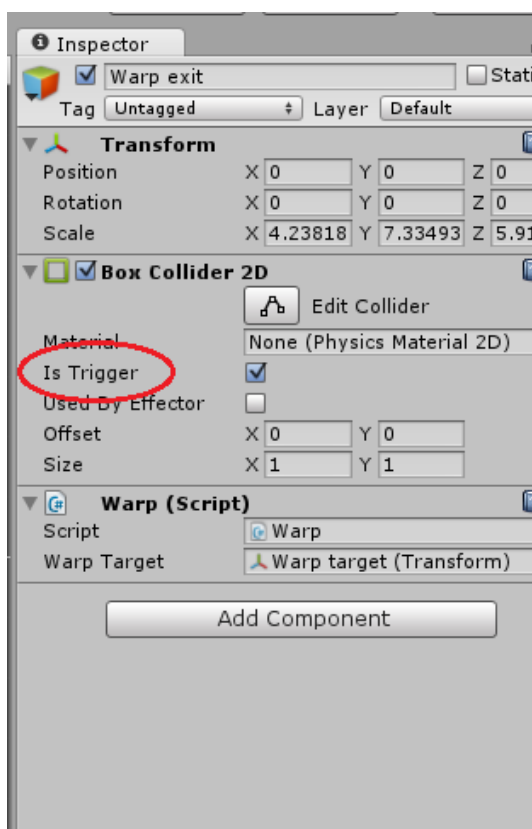 Inspector
Warp exit Stati
Tag Untagged Layer Default
Transform
Position X 0 Y 0 Z 0
Rotation X 0 Y 0 Z 0
Scale X 4.23818 Y 7.33493 Z 5.91
Box Collider 2D
Edit Collider
Material None (Physics Material 2D)
Is Trigger
Used By Effector
Offset X 0 Y 0
Size X 1 Y 1
Warp (Script)
Script Warp
Warp Target Warp target (Transform)
Add Component